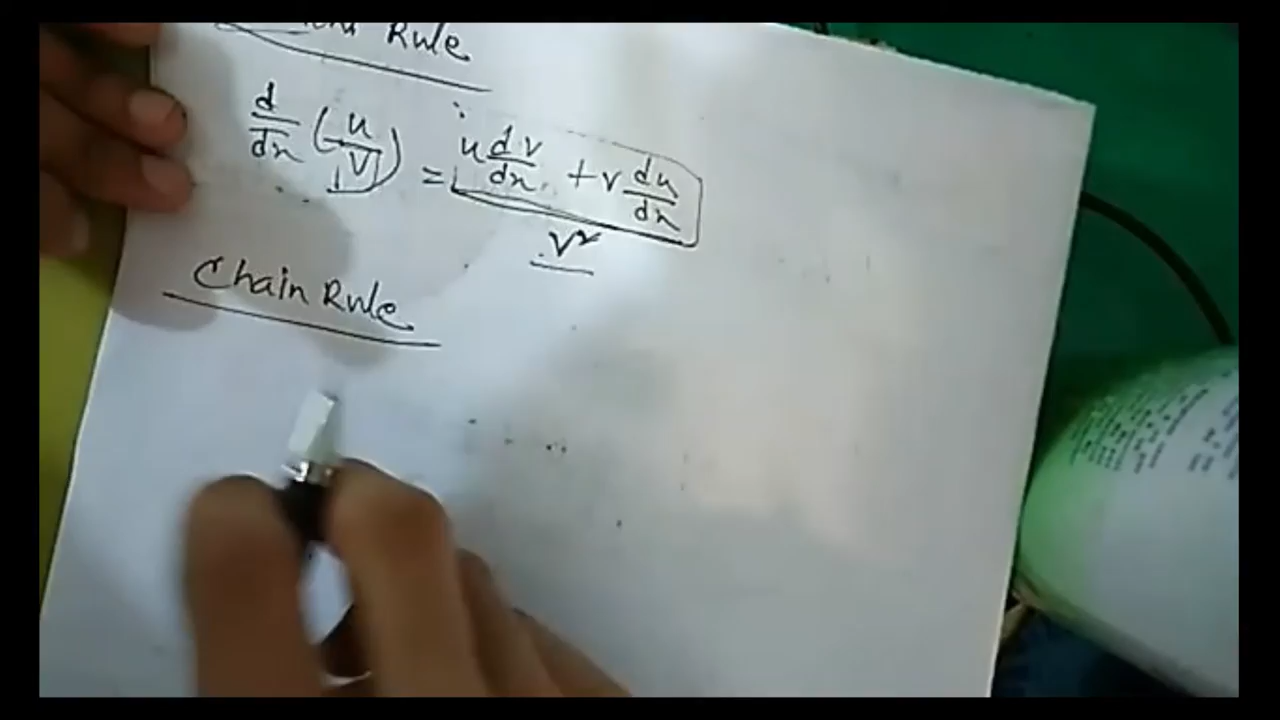 Rule
d/dx (u/v) = u dv/dx + v du/dx
v²
Chain Rule